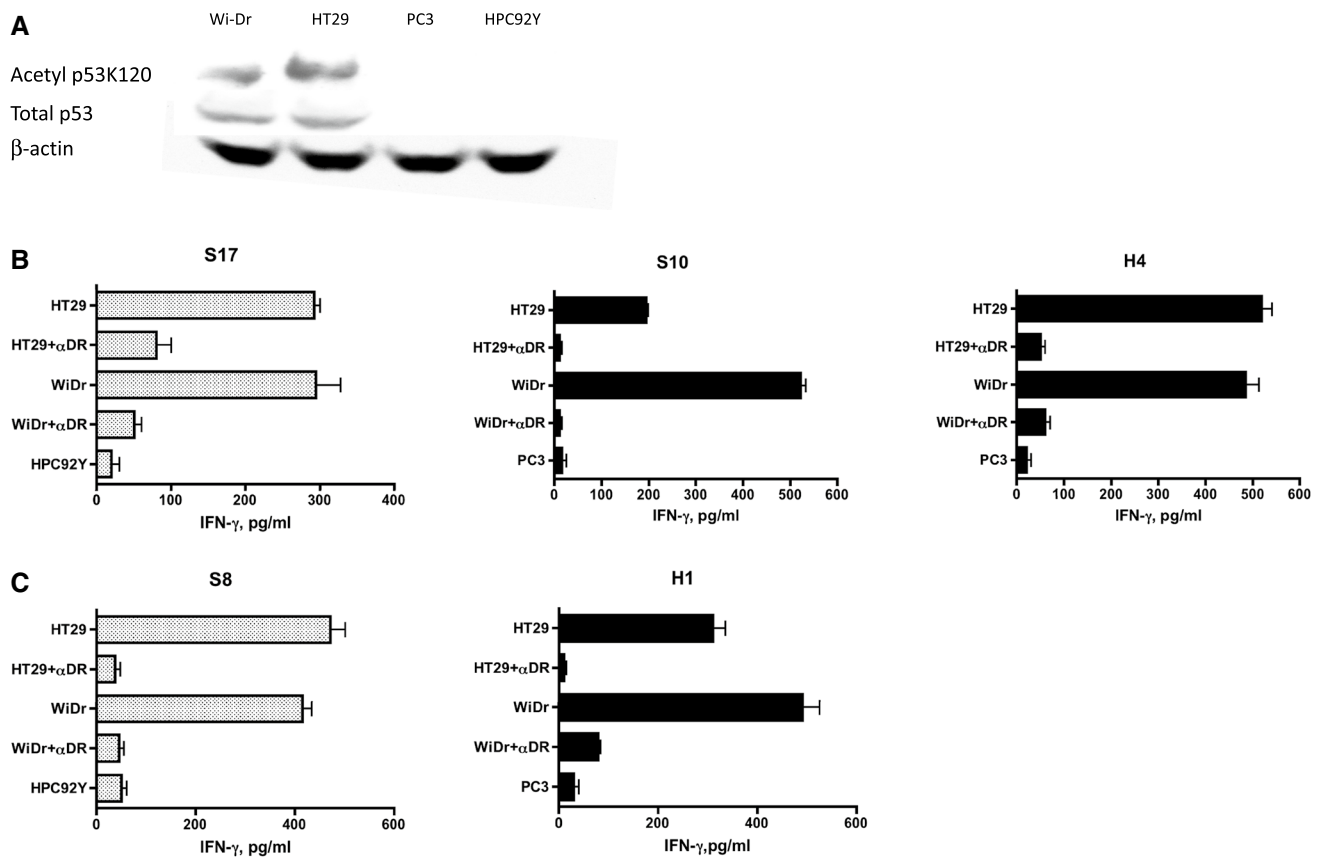 A
Wi-Dr HT29 PC3 HPC92Y
Acetyl p53K120
Total p53
β-actin
B
S17
HT29
HT29+αDR
WiDr
WiDr+αDR
HPC92Y
0 100 200 300 400
IFN-γ, pg/ml
S10
HT29
HT29+αDR
WiDr
WiDr+αDR
PC3
0 100 200 300 400 500 600
IFN-γ, pg/ml
H4
HT29
HT29+αDR
WiDr
WiDr+αDR
PC3
0 100 200 300 400 500 600
IFN-γ, pg/ml
C
S8
HT29
HT29+αDR
WiDr
WiDr+αDR
HPC92Y
0 200 400 600
IFN-γ, pg/ml
H1
HT29
HT29+αDR
WiDr
WiDr+αDR
PC3
0 200 400 600
IFN-γ,pg/ml